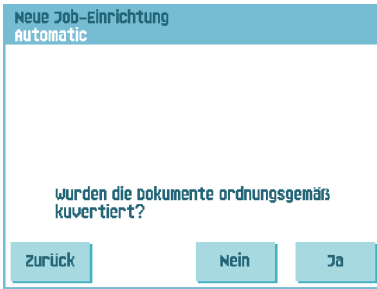 Neue Job-Einrichtung
Automatic
Wurden die Dokumente ordnungsgemäß
kuvertiert?
Zurück
Nein
Ja